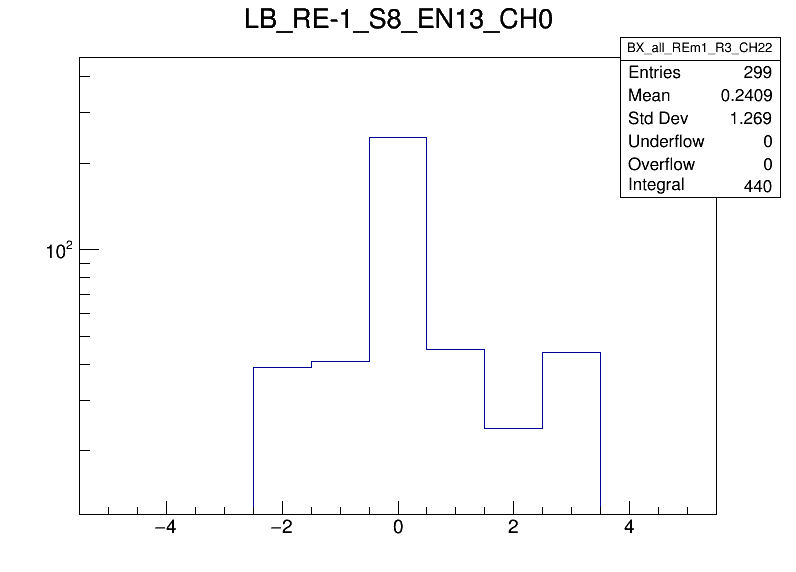 LB_RE-1_S8_EN13_CH0
BX_all_REm1_R3_CH22
Entries 299
Mean 0.2409
Std Dev 1.269
Underflow 0
Overflow 0
Integral 440
10²
−4 −2 0 2 4